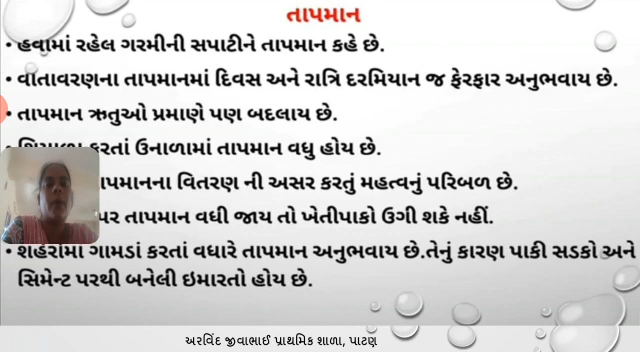 તાપમાન
• હવામાં રહેલ ગરમીની સપાટીને તાપમાન કહે છે.
• વાતાવરણના તાપમાનમાં દિવસ અને રાત્રિ દરમિયાન જ ફેરફાર અનુભવાય છે.
• તાપમાન ઋતુઓ પ્રમાણે પણ બદલાય છે.
• શિયાળા કરતાં ઉનાળામાં તાપમાન વધુ હોય છે.
તાપમાનના વિતરણ ની અસર કરતું મહત્વનું પરિબળ છે.
પર તાપમાન વધી જાય તો ખેતીપાકો ઉગી શકે નહીં.
• શહેરોમાં ગામડાં કરતાં વધારે તાપમાન અનુભવાય છે.તેનું કારણ પાકી સડકો અને
સિમેન્ટ પરથી બનેલી ઇમારતો હોય છે.
અરવિંદ જીવાભાઈ પ્રાથમિક શાળા, પાટણ